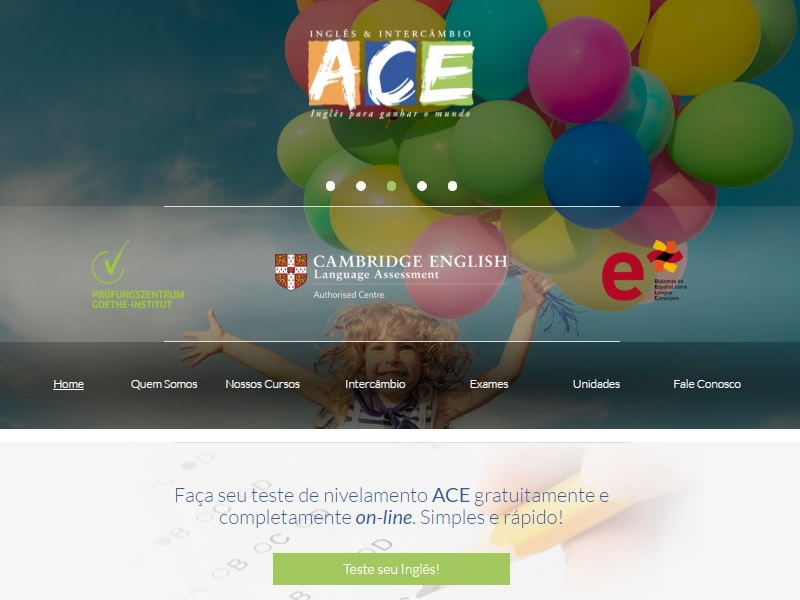 INGLÊS & INTERCÂMBIO
ACE
Inglês para ganhar o mundo
PRÜFUNGSZENTRUM
GOETHE-INSTITUT
CAMBRIDGE ENGLISH
Language Assessment
Authorised Centre
e
Diplomas de
Español como
Lengua
Extranjera
Home Quem Somos Nossos Cursos Intercâmbio Exames Unidades Fale Conosco
Faça seu teste de nivelamento ACE gratuitamente e
completamente on-line. Simples e rápido!
Teste seu Inglês!